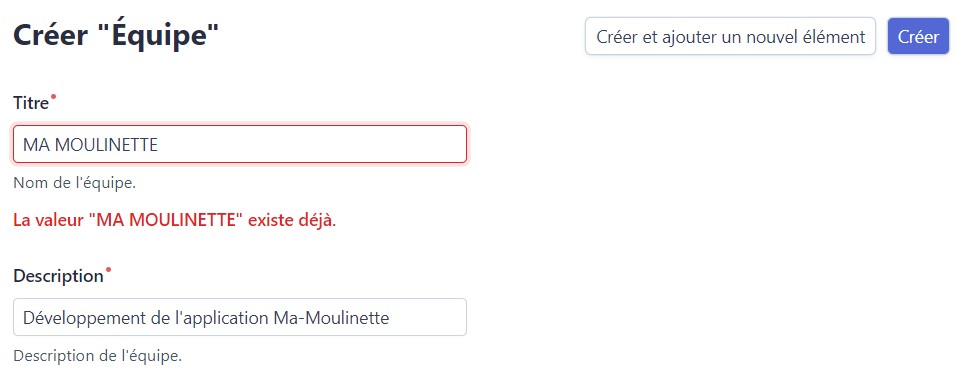 Créer "Équipe"
Créer et ajouter un nouvel élément
Créer
Titre
MA MOULINETTE
Nom de l'équipe.
La valeur "MA MOULINETTE" existe déjà.
Description
Développement de l'application Ma-Moulinette
Description de l'équipe.